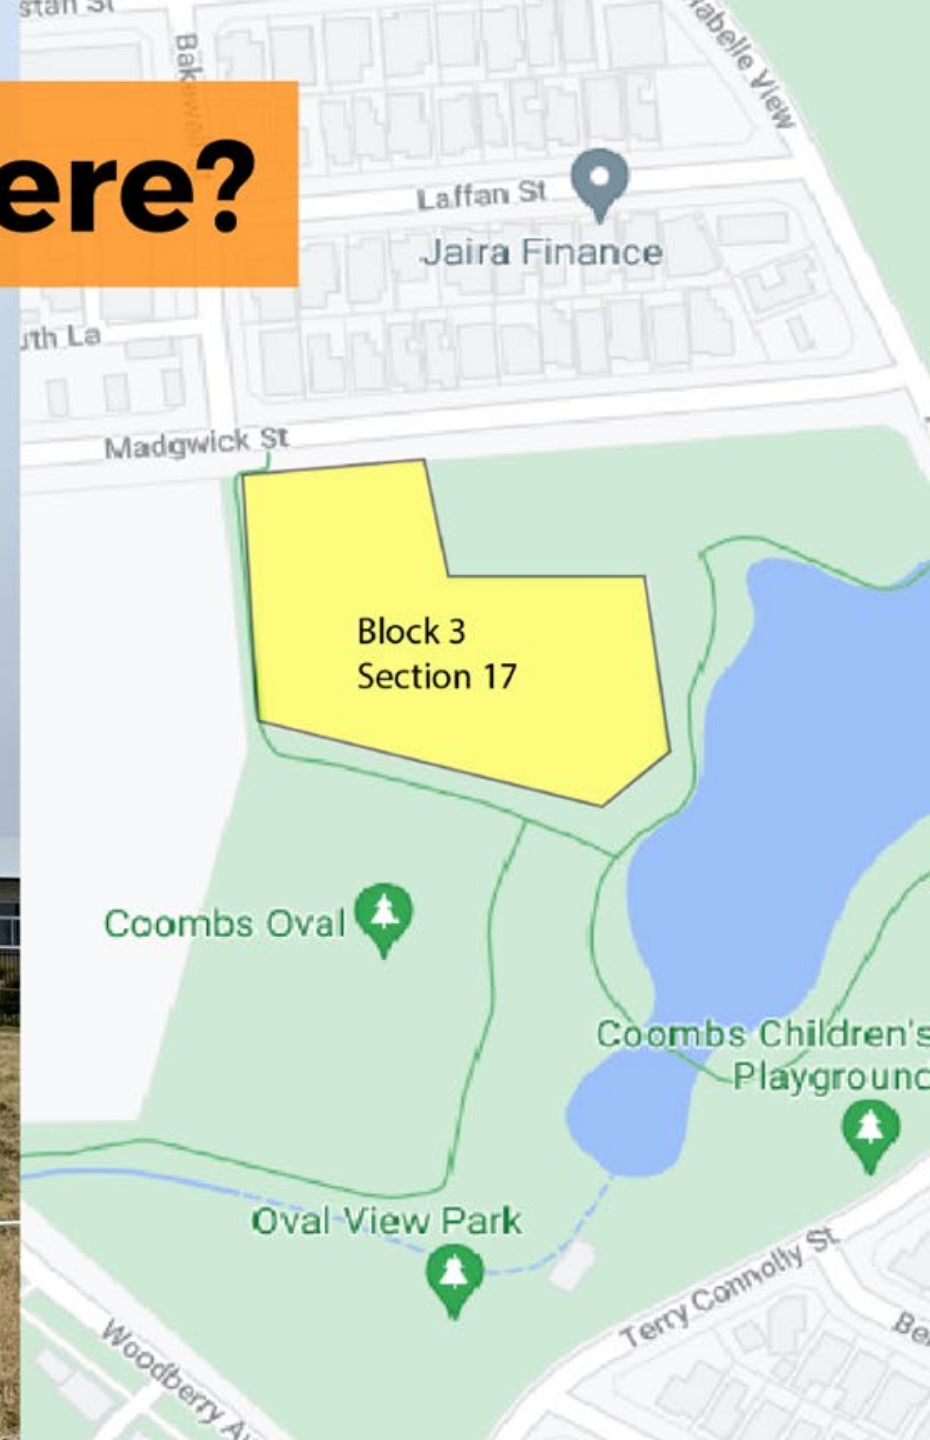 ere?
Laffan St
Jaira Finance
Madgwick St
Block 3
Section 17
Coombs Oval
Coombs Children's
Playground
Oval View Park
Terry Connolly St